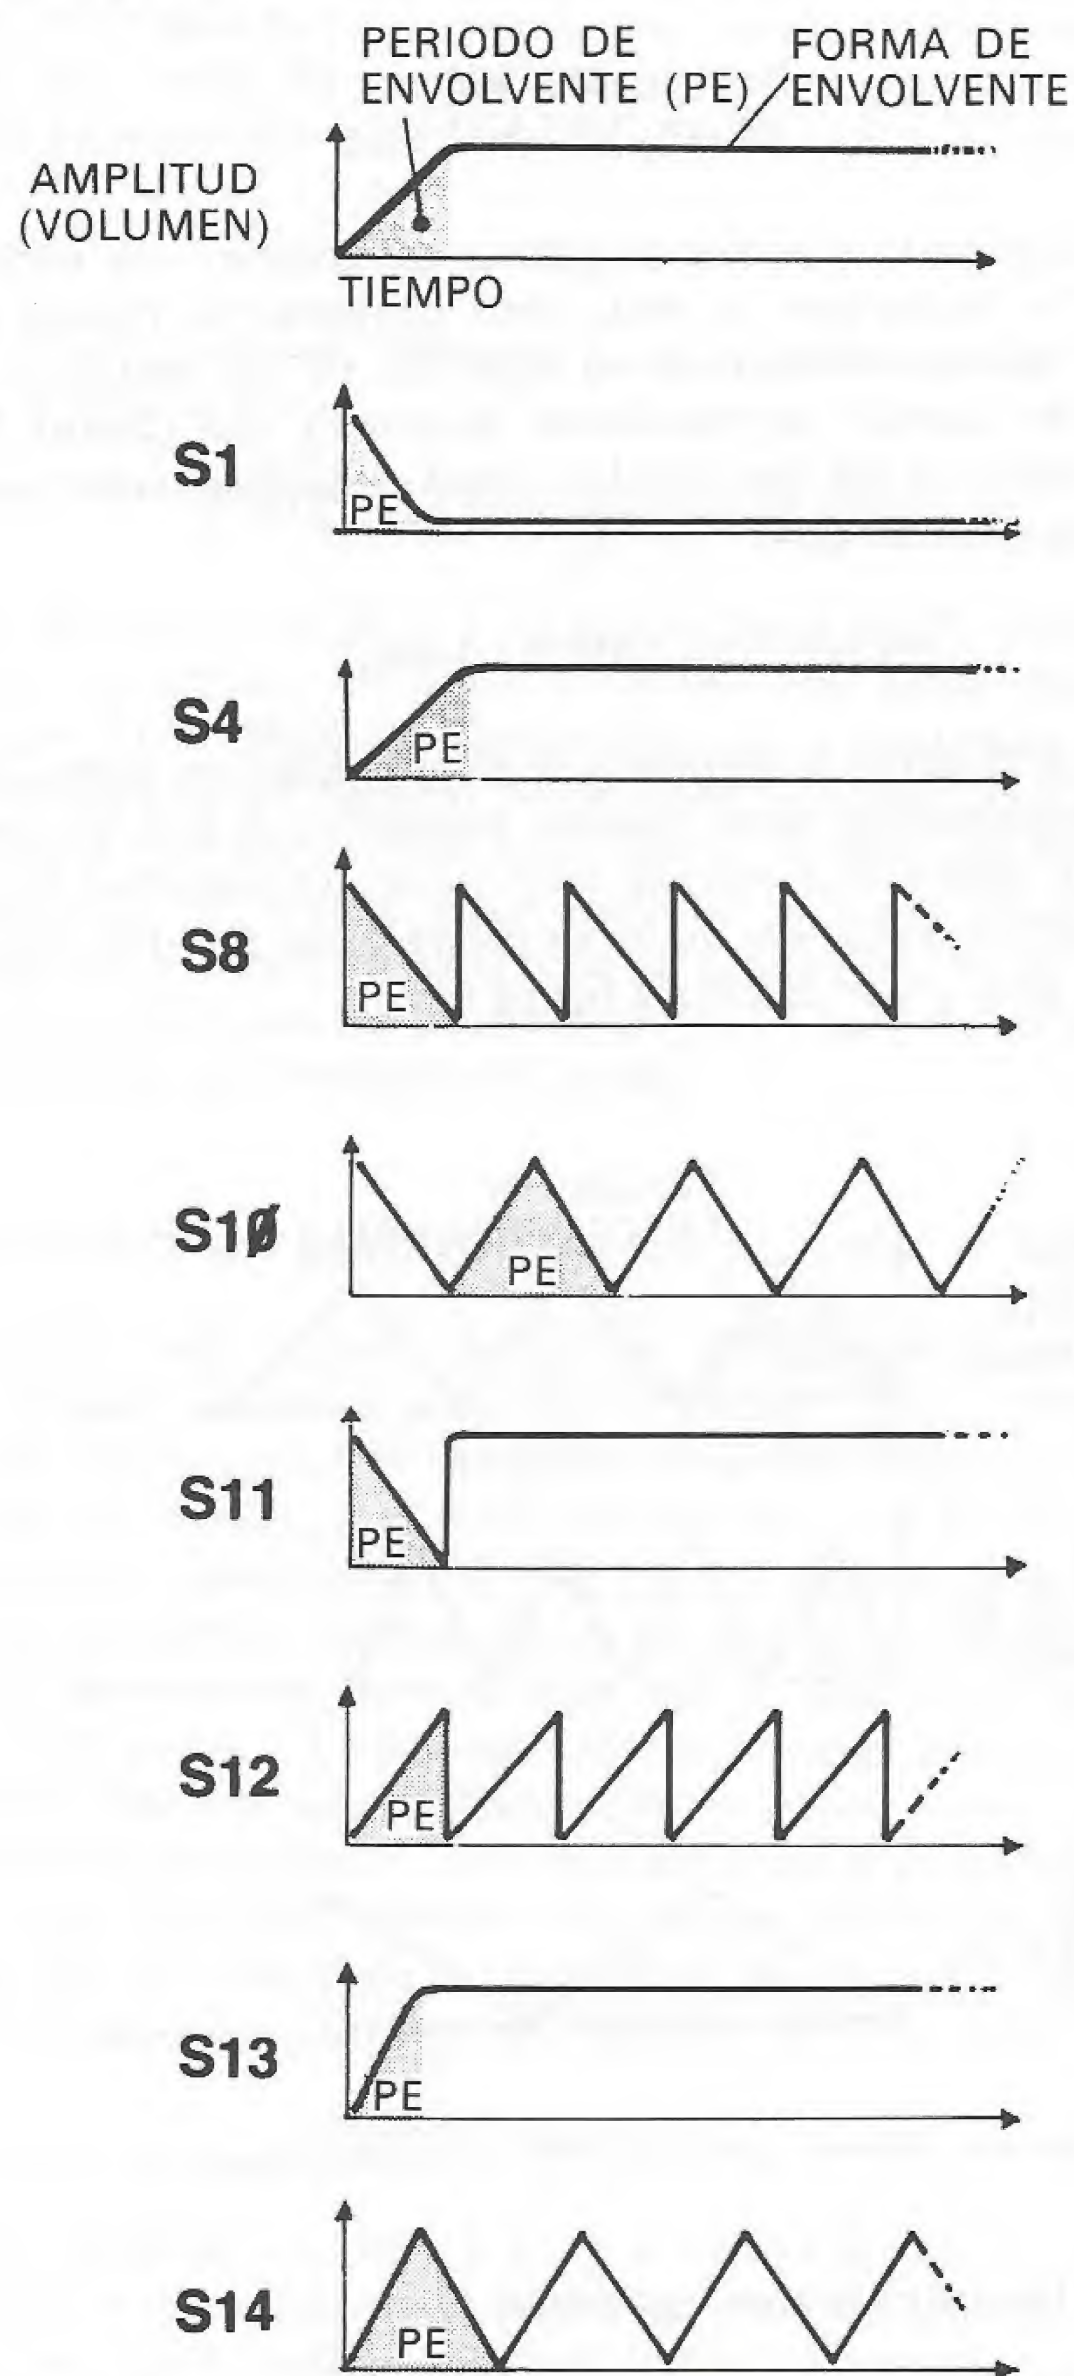 PERIODO DE
ENVOLVENTE (PE)
FORMA DE
ENVOLVENTE
AMPLITUD
(VOLUMEN)
TIEMPO
S1
PE
S4
PE
S8
PE
S1Ø
PE
S11
PE
S12
PE
S13
PE
S14
PE